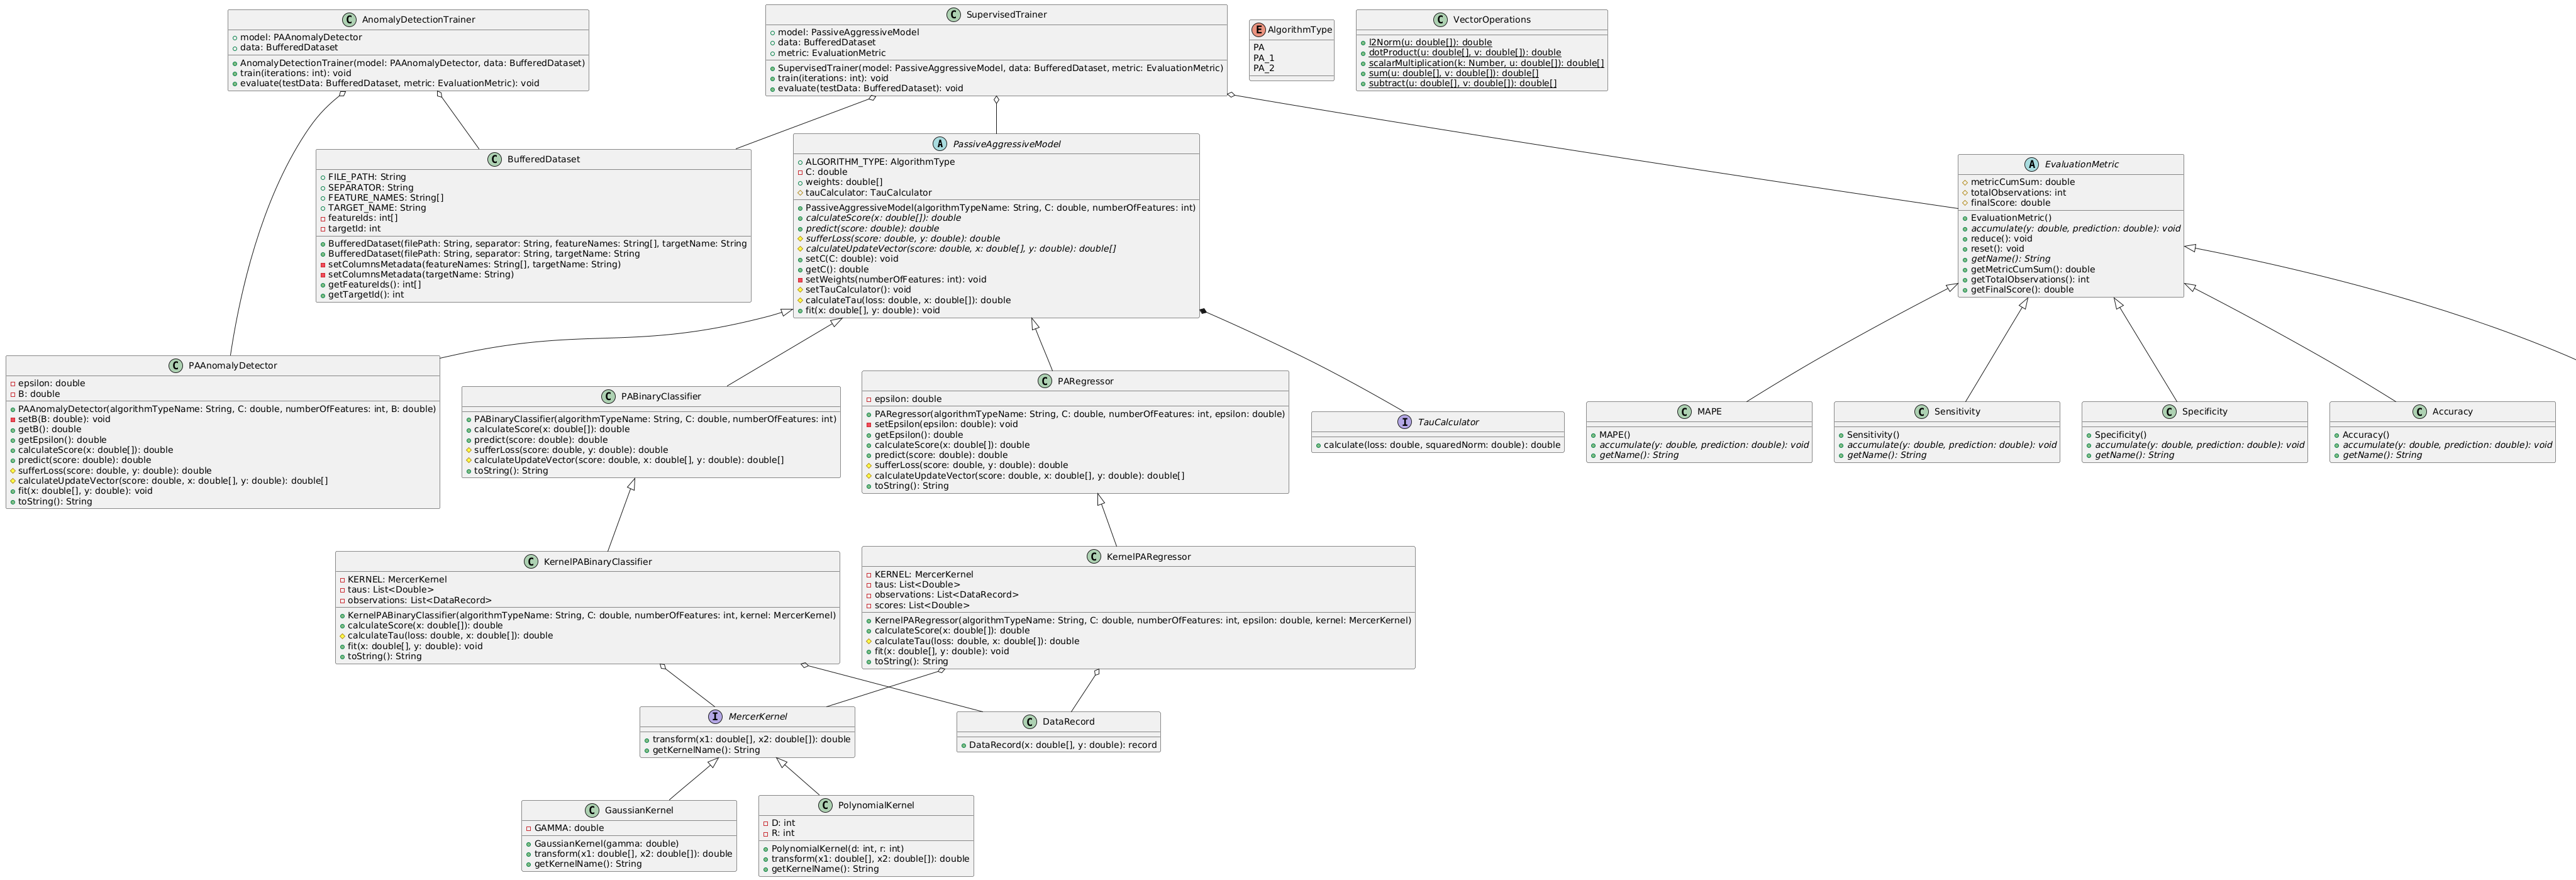 AnomalyDetectionTrainer
model: PAAnomalyDetector
data: BufferedDataset
AnomalyDetectionTrainer(model: PAAnomalyDetector, data: BufferedDataset)
train(iterations: int): void
evaluate(testData: BufferedDataset, metric: EvaluationMetric): void
SupervisedTrainer
model: PassiveAggressiveModel
data: BufferedDataset
metric: EvaluationMetric
SupervisedTrainer(model: PassiveAggressiveModel, data: BufferedDataset, metric: EvaluationMetric)
train(iterations: int): void
evaluate(testData: BufferedDataset): void
AlgorithmType
PA
PA_1
PA_2
VectorOperations
l2Norm(u: double[]): double
dotProduct(u: double[], v: double[]): double
scalarMultiplication(k: Number, u: double[]): double[]
sum(u: double[], v: double[]): double[]
subtract(u: double[], v: double[]): double[]
BufferedDataset
FILE_PATH: String
SEPARATOR: String
FEATURE_NAMES: String[]
TARGET_NAME: String
featureIds: int[]
targetId: int
BufferedDataset(filePath: String, separator: String, featureNames: String[], targetName: String
BufferedDataset(filePath: String, separator: String, targetName: String
setColumnsMetadata(featureNames: String[], targetName: String)
setColumnsMetadata(targetName: String)
getFeatureIds(): int[]
getTargetId(): int
PassiveAggressiveModel
ALGORITHM_TYPE: AlgorithmType
C: double
weights: double[]
tauCalculator: TauCalculator
PassiveAggressiveModel(algorithmTypeName: String, C: double, numberOfFeatures: int)
calculateScore(x: double[]): double
predict(score: double): double
sufferLoss(score: double, y: double): double
calculateUpdateVector(score: double, x: double[], y: double): double[]
setC(C: double): void
getC(): double
setWeights(numberOfFeatures: int): void
setTauCalculator(): void
calculateTau(loss: double, x: double[]): double
fit(x: double[], y: double): void
EvaluationMetric
metricCumSum: double
totalObservations: int
finalScore: double
EvaluationMetric()
accumulate(y: double, prediction: double): void
reduce(): void
reset(): void
getName(): String
getMetricCumSum(): double
getTotalObservations(): int
getFinalScore(): double
PAAnomalyDetector
epsilon: double
B: double
PAAnomalyDetector(algorithmTypeName: String, C: double, numberOfFeatures: int, B: double)
setB(B: double): void
getB(): double
getEpsilon(): double
calculateScore(x: double[]): double
predict(score: double): double
sufferLoss(score: double, y: double): double
calculateUpdateVector(score: double, x: double[], y: double): double[]
fit(x: double[], y: double): void
toString(): String
PABinaryClassifier
PABinaryClassifier(algorithmTypeName: String, C: double, numberOfFeatures: int)
calculateScore(x: double[]): double
predict(score: double): double
sufferLoss(score: double, y: double): double
calculateUpdateVector(score: double, x: double[], y: double): double[]
toString(): String
PARegressor
epsilon: double
PARegressor(algorithmTypeName: String, C: double, numberOfFeatures: int, epsilon: double)
setEpsilon(epsilon: double): void
getEpsilon(): double
calculateScore(x: double[]): double
predict(score: double): double
sufferLoss(score: double, y: double): double
calculateUpdateVector(score: double, x: double[], y: double): double[]
toString(): String
TauCalculator
calculate(loss: double, squaredNorm: double): double
MAPE
MAPE()
accumulate(y: double, prediction: double): void
getName(): String
Sensitivity
Sensitivity()
accumulate(y: double, prediction: double): void
getName(): String
Specificity
Specificity()
accumulate(y: double, prediction: double): void
getName(): String
Accuracy
Accuracy()
accumulate(y: double, prediction: double): void
getName(): String
KernelPABinaryClassifier
KERNEL: MercerKernel
taus: List<Double>
observations: List<DataRecord>
KernelPABinaryClassifier(algorithmTypeName: String, C: double, numberOfFeatures: int, kernel: MercerKernel)
calculateScore(x: double[]): double
calculateTau(loss: double, x: double[]): double
fit(x: double[], y: double): void
toString(): String
KernelPARegressor
KERNEL: MercerKernel
taus: List<Double>
observations: List<DataRecord>
scores: List<Double>
KernelPARegressor(algorithmTypeName: String, C: double, numberOfFeatures: int, epsilon: double, kernel: MercerKernel)
calculateScore(x: double[]): double
calculateTau(loss: double, x: double[]): double
fit(x: double[], y: double): void
toString(): String
MercerKernel
transform(x1: double[], x2: double[]): double
getKernelName(): String
DataRecord
DataRecord(x: double[], y: double): record
GaussianKernel
GAMMA: double
GaussianKernel(gamma: double)
transform(x1: double[], x2: double[]): double
getKernelName(): String
PolynomialKernel
D: int
R: int
PolynomialKernel(d: int, r: int)
transform(x1: double[], x2: double[]): double
getKernelName(): String